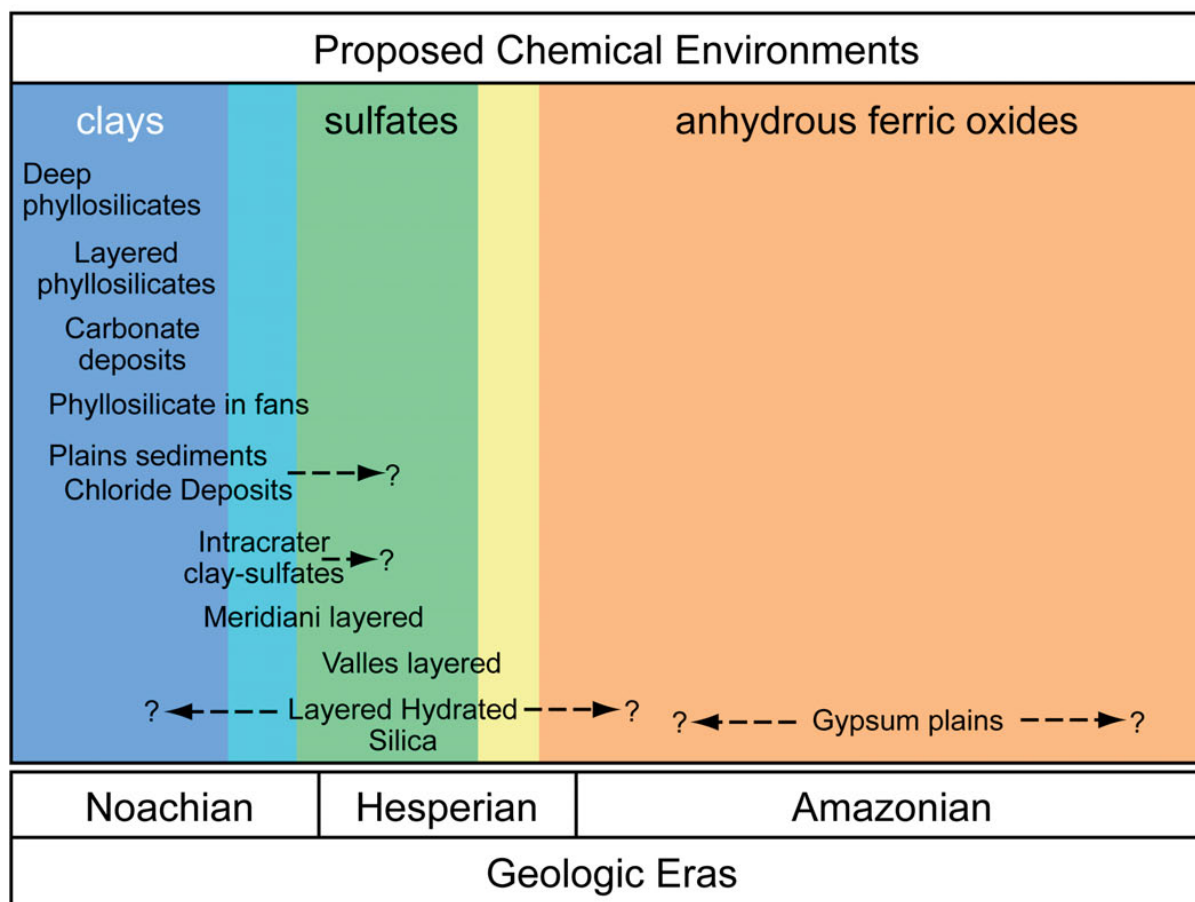 Proposed Chemical Environments
clays sulfates anhydrous ferric oxides
Deep
phyllosilicates
Layered
phyllosilicates
Carbonate
deposits
Phyllosilicate in fans
Plains sediments
Chloride Deposits
?
Intracrater
clay-sulfates
?
Meridiani layered
Valles layered
? Layered Hydrated ?
Silica
? Gypsum plains ?
Noachian Hesperian Amazonian
Geologic Eras